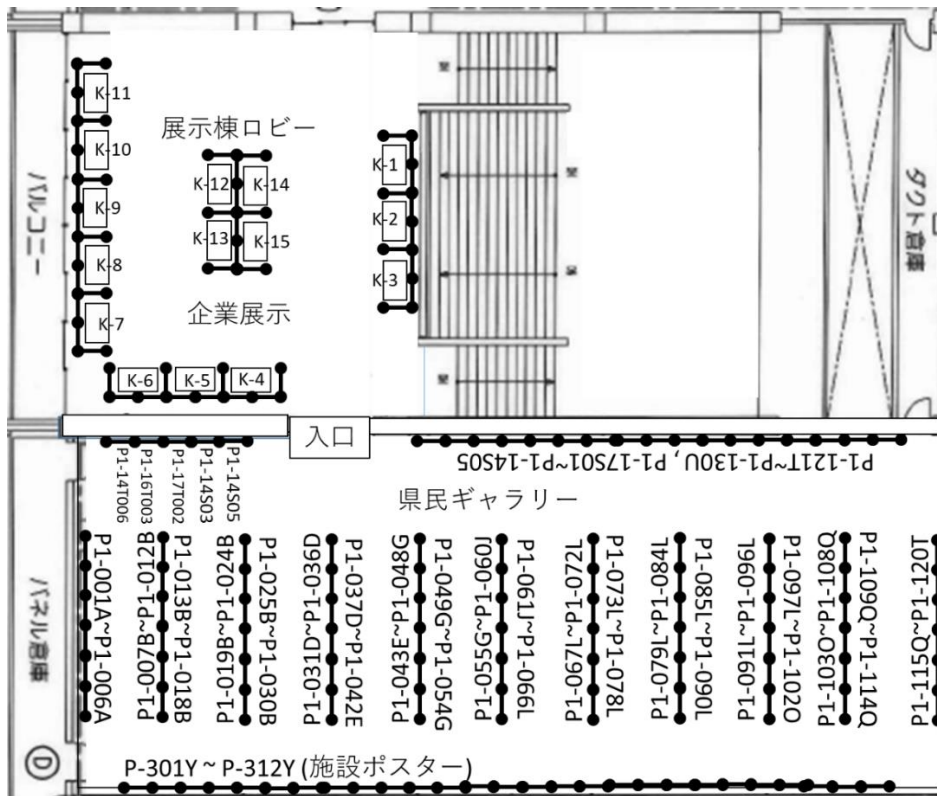 K-11
K-10
K-9
K-8
K-7
展示棟ロビー
K-12
K-14
K-13
K-15
企業展示
K-1
K-2
K-3
K-6
K-5
K-4
バルコニー
ダクト倉庫
入口
P1-14T006
P1-16T003
P1-17T002
P1-14S03
P1-14S05
P1-121T~P1-130U , P1-17S01~P1-14S05
県民ギャラリー
パネル倉庫
D
P1-001A~P1-006A
P1-007B~P1-012B
P1-013B~P1-018B
P1-019B~P1-024B
P1-025B~P1-030B
P1-031D~P1-036D
P1-037D~P1-042E
P1-043E~P1-048G
P1-049G~P1-054G
P1-055G~P1-060J
P1-061J~P1-066L
P1-067L~P1-072L
P1-073L~P1-078L
P1-079L~P1-084L
P1-085L~P1-090L
P1-091L~P1-096L
P1-097L~P1-102O
P1-103O~P1-108Q
P1-109Q~P1-114Q
P1-115Q~P1-120T
P-301Y ~ P-312Y (施設ポスター)